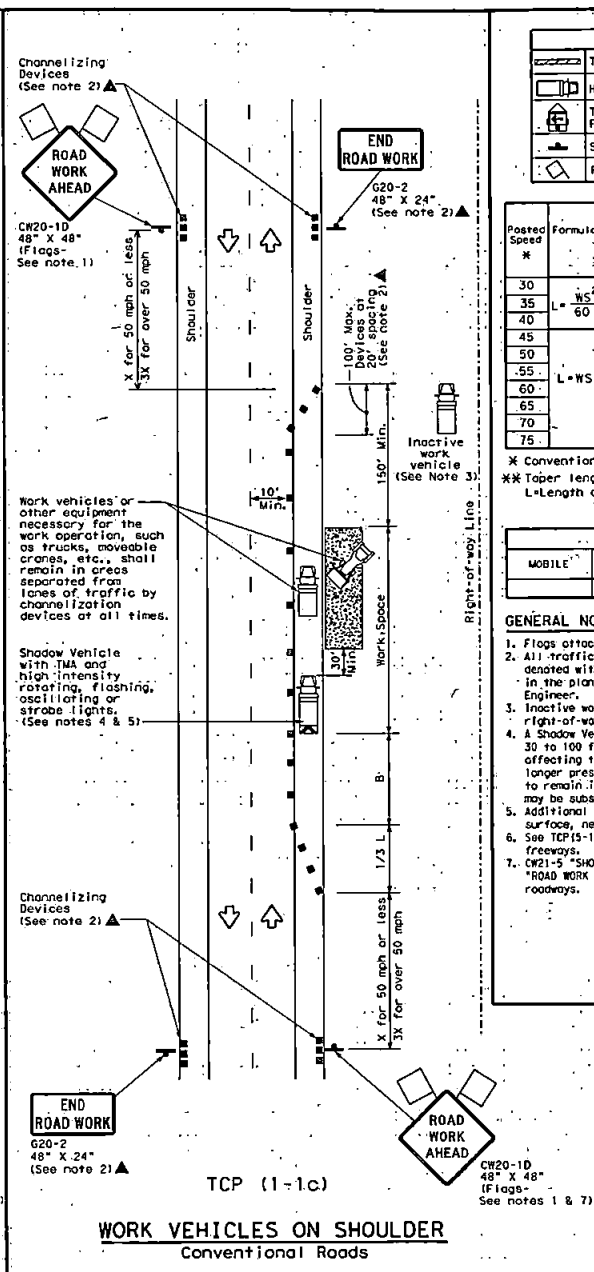 Channelizing
Devices
(See note 2)▲
ROAD
WORK
AHEAD
CW20-1D
48" X 48"
(Flags-
See note 1)
END
ROAD WORK
G20-2
48" X 24"
(See note 2)▲
X for 50 mph or less
3X for over 50 mph
Shoulder
Shoulder
100' Max.
Devices at
20' spacing
(See note 2)▲
150' Min.
Inactive
work
vehicle
(See Note 3)
10'
Min.
Right-of-way Line
Work vehicles or
other equipment
necessary for the
work operation, such
as trucks, moveable
cranes, etc., shall
remain in areas
separated from
lanes of traffic by
channelization
devices at all times.
Work Space
30'
Min.
Shadow Vehicle
with TMA and
high intensity
rotating, flashing,
oscillating or
strobe lights.
(See notes 4 & 5)
B
1/3 L
Channelizing
Devices
(See note 2)▲
X for 50 mph or less
3X for over 50 mph
END
ROAD WORK
G20-2
48" X 24"
(See note 2)▲
ROAD
WORK
AHEAD
CW20-1D
48" X 48"
(Flags-
See notes 1 & 7)
TCP (1-1c)
WORK VEHICLES ON SHOULDER
Conventional Roads
Posted
Speed
*
Formula
30
35
40
L= WS²
60
45
50
55
60
65
70
75
L=WS
* Convention
** Taper leng
L=Length o
MOBILE
GENERAL NO
1. Flags attac
2. All traffic
denoted wit
in the plan
Engineer.
3. Inactive wo
right-of-wa
4. A Shadow Ve
30 to 100 f
affecting t
longer pres
to remain i
may be subs
5. Additional
surface, ne
6. See TCP(5-1
freeways.
7. CW21-5 "SHO
"ROAD WORK
roadways.